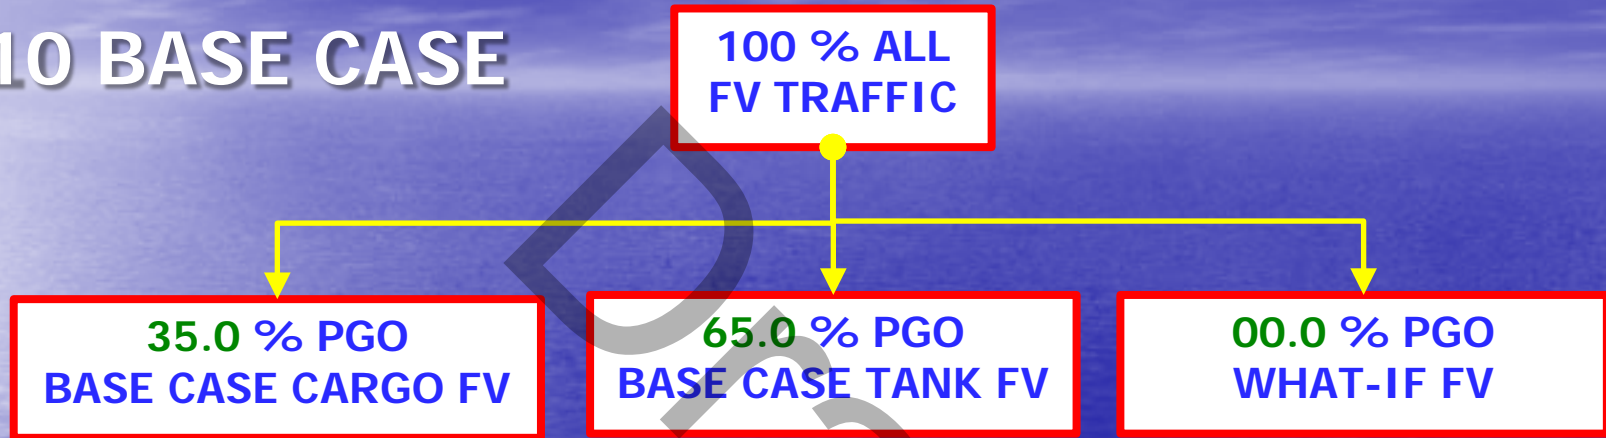 10 BASE CASE
100 % ALL
FV TRAFFIC
35.0 % PGO
BASE CASE CARGO FV
65.0 % PGO
BASE CASE TANK FV
00.0 % PGO
WHAT-IF FV